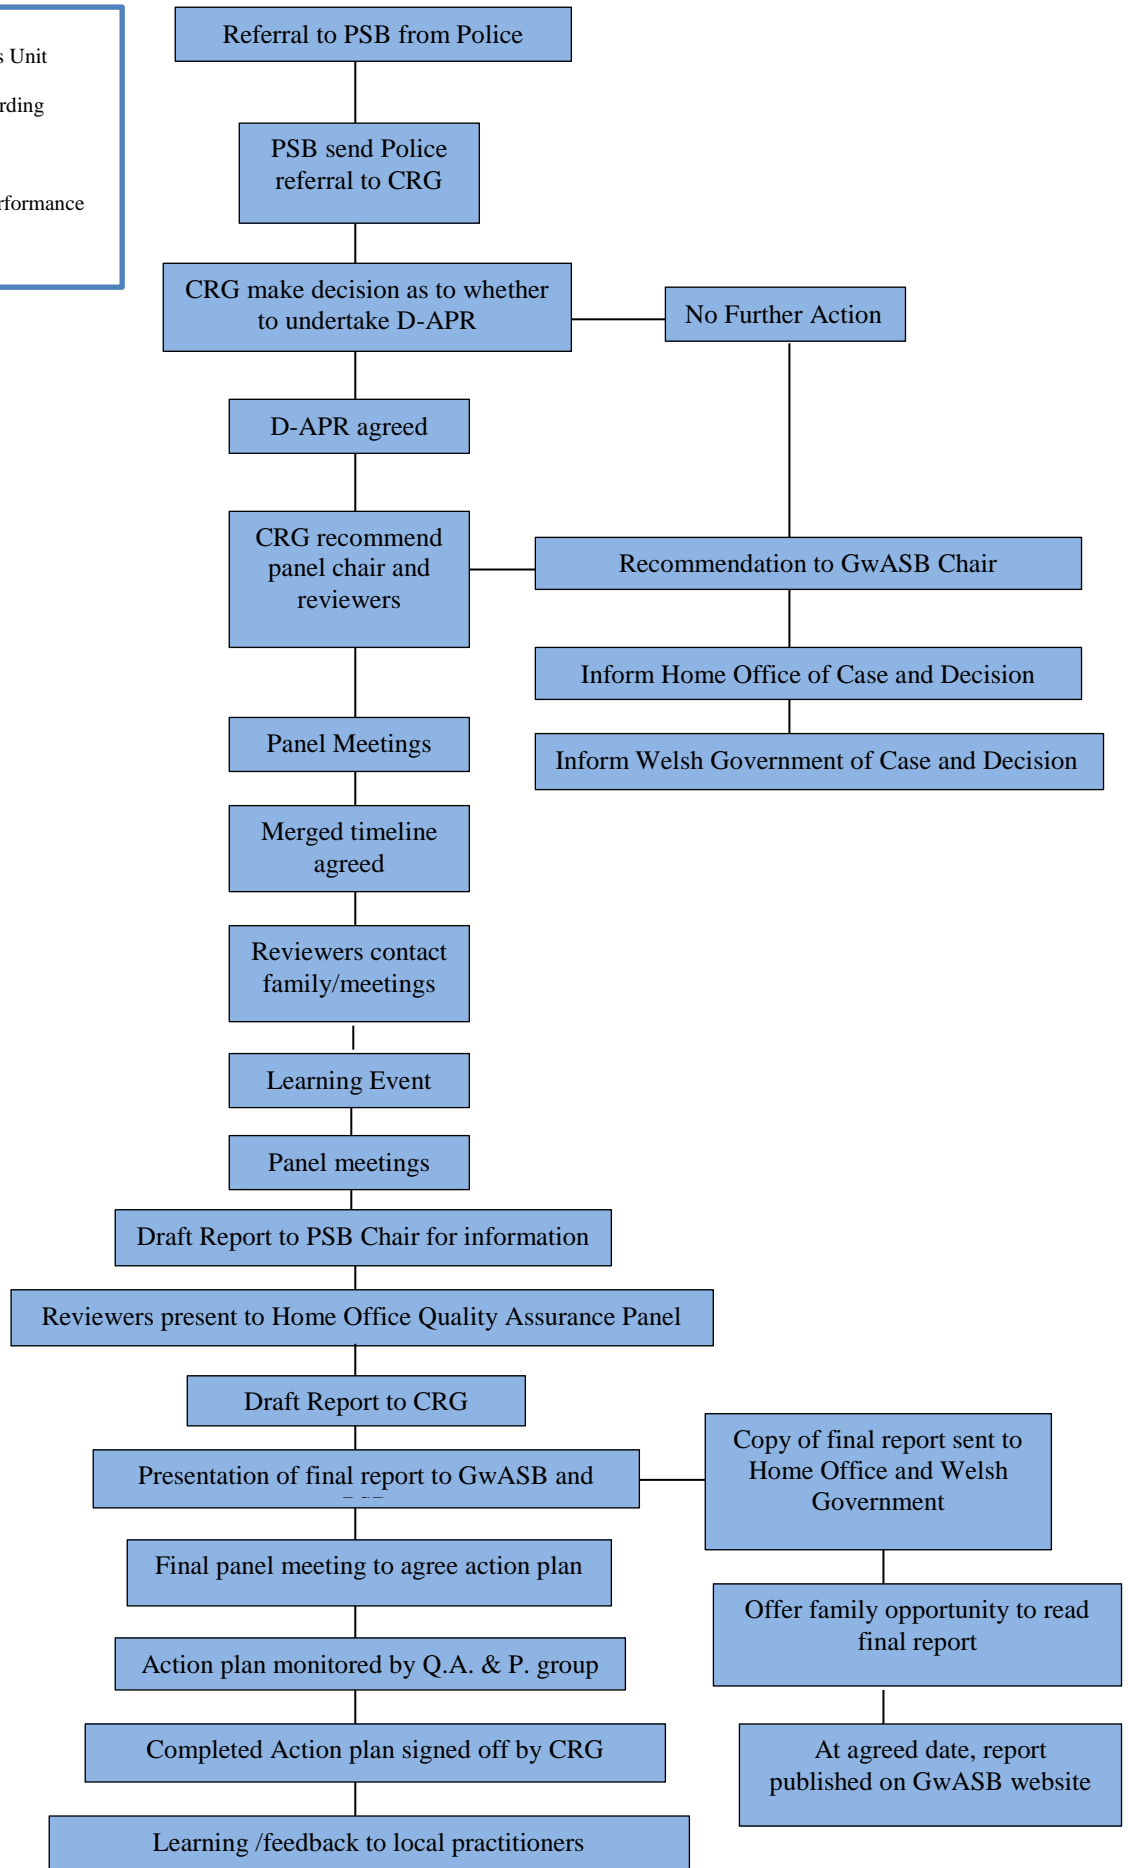 s Unit
rding
rformance
Referral to PSB from Police
PSB send Police
referral to CRG
CRG make decision as to whether
to undertake D-APR
No Further Action
D-APR agreed
CRG recommend
panel chair and
reviewers
Recommendation to GwASB Chair
Inform Home Office of Case and Decision
Panel Meetings
Inform Welsh Government of Case and Decision
Merged timeline
agreed
Reviewers contact
family/meetings
Learning Event
Panel meetings
Draft Report to PSB Chair for information
Reviewers present to Home Office Quality Assurance Panel
Draft Report to CRG
Presentation of final report to GwASB and
Copy of final report sent to
Home Office and Welsh
Government
Final panel meeting to agree action plan
Offer family opportunity to read
final report
Action plan monitored by Q.A. & P. group
Completed Action plan signed off by CRG
At agreed date, report
published on GwASB website
Learning /feedback to local practitioners